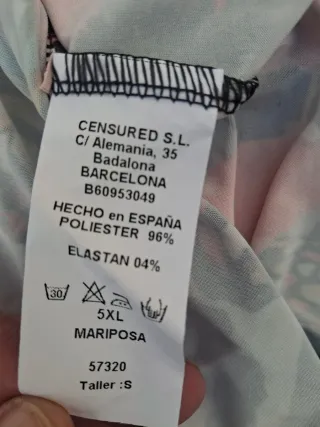 CENSURED S.L.
C/ Alemania, 35
Badalona
BARCELONA
B60953049
HECHO en ESPAÑA
POLIESTER 96%
ELASTAN 04%
30
5XL
MARIPOSA
57320
Taller :S